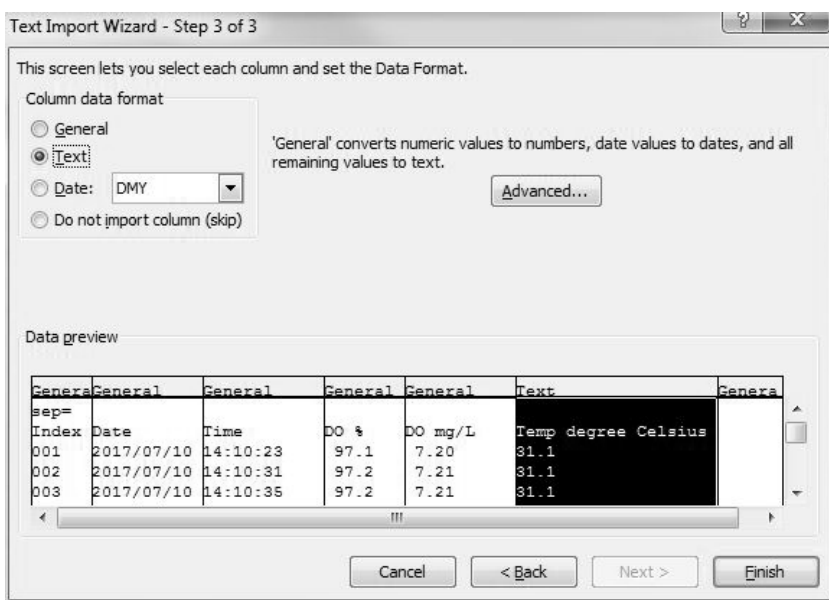 Text Import Wizard - Step 3 of 3
This screen lets you select each column and set the Data Format.
Column data format
General
Text
Date: DMY
Do not import column (skip)
'General' converts numeric values to numbers, date values to dates, and all
remaining values to text.
Advanced...
Data preview
Genera General General General General Text Genera
sep=
Index Date Time DO % DO mg/L Temp degree Celsius
001 2017/07/10 14:10:23 97.1 7.20 31.1
002 2017/07/10 14:10:31 97.2 7.21 31.1
003 2017/07/10 14:10:35 97.2 7.21 31.1
Cancel < Back Next > Finish